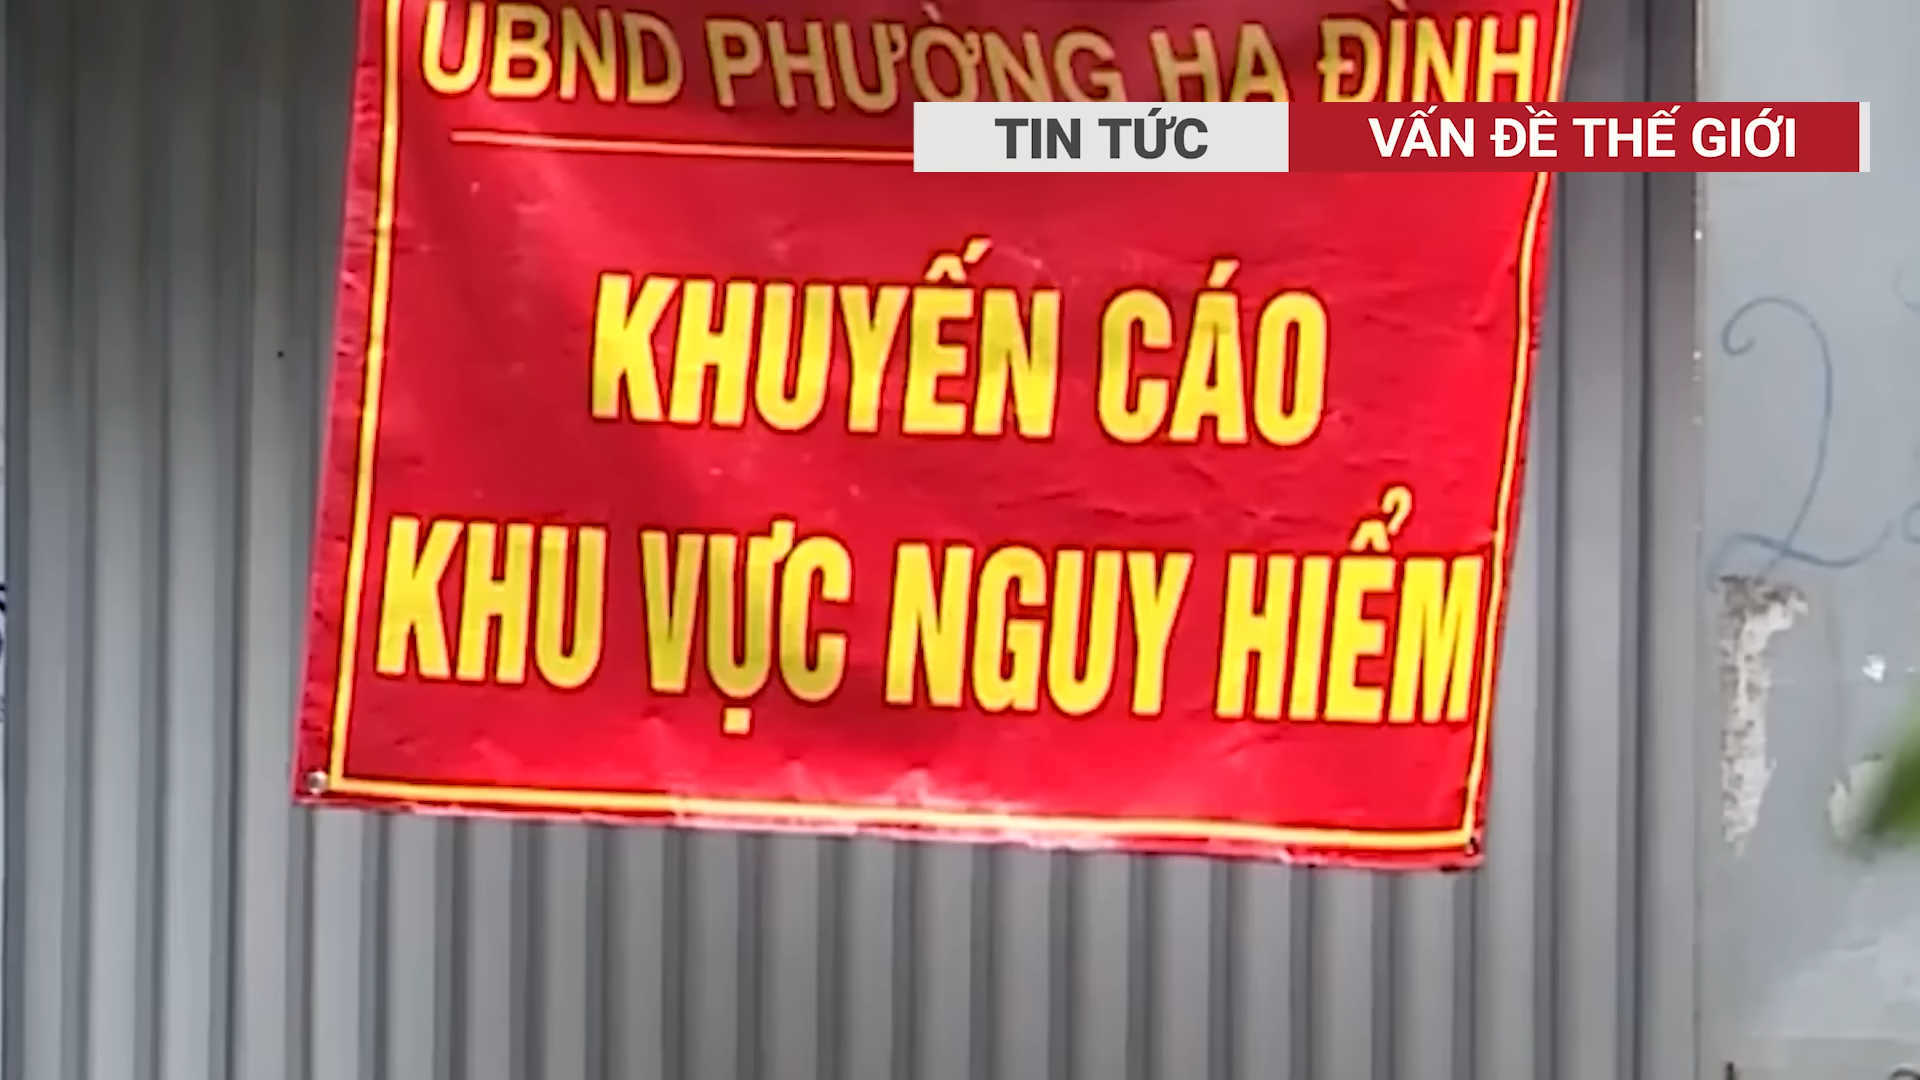 UBND PHƯỜNG HẠ ĐÌNH
TIN TỨC VẤN ĐỀ THẾ GIỚI
KHUYẾN CÁO
KHU VỰC NGUY HIỂM